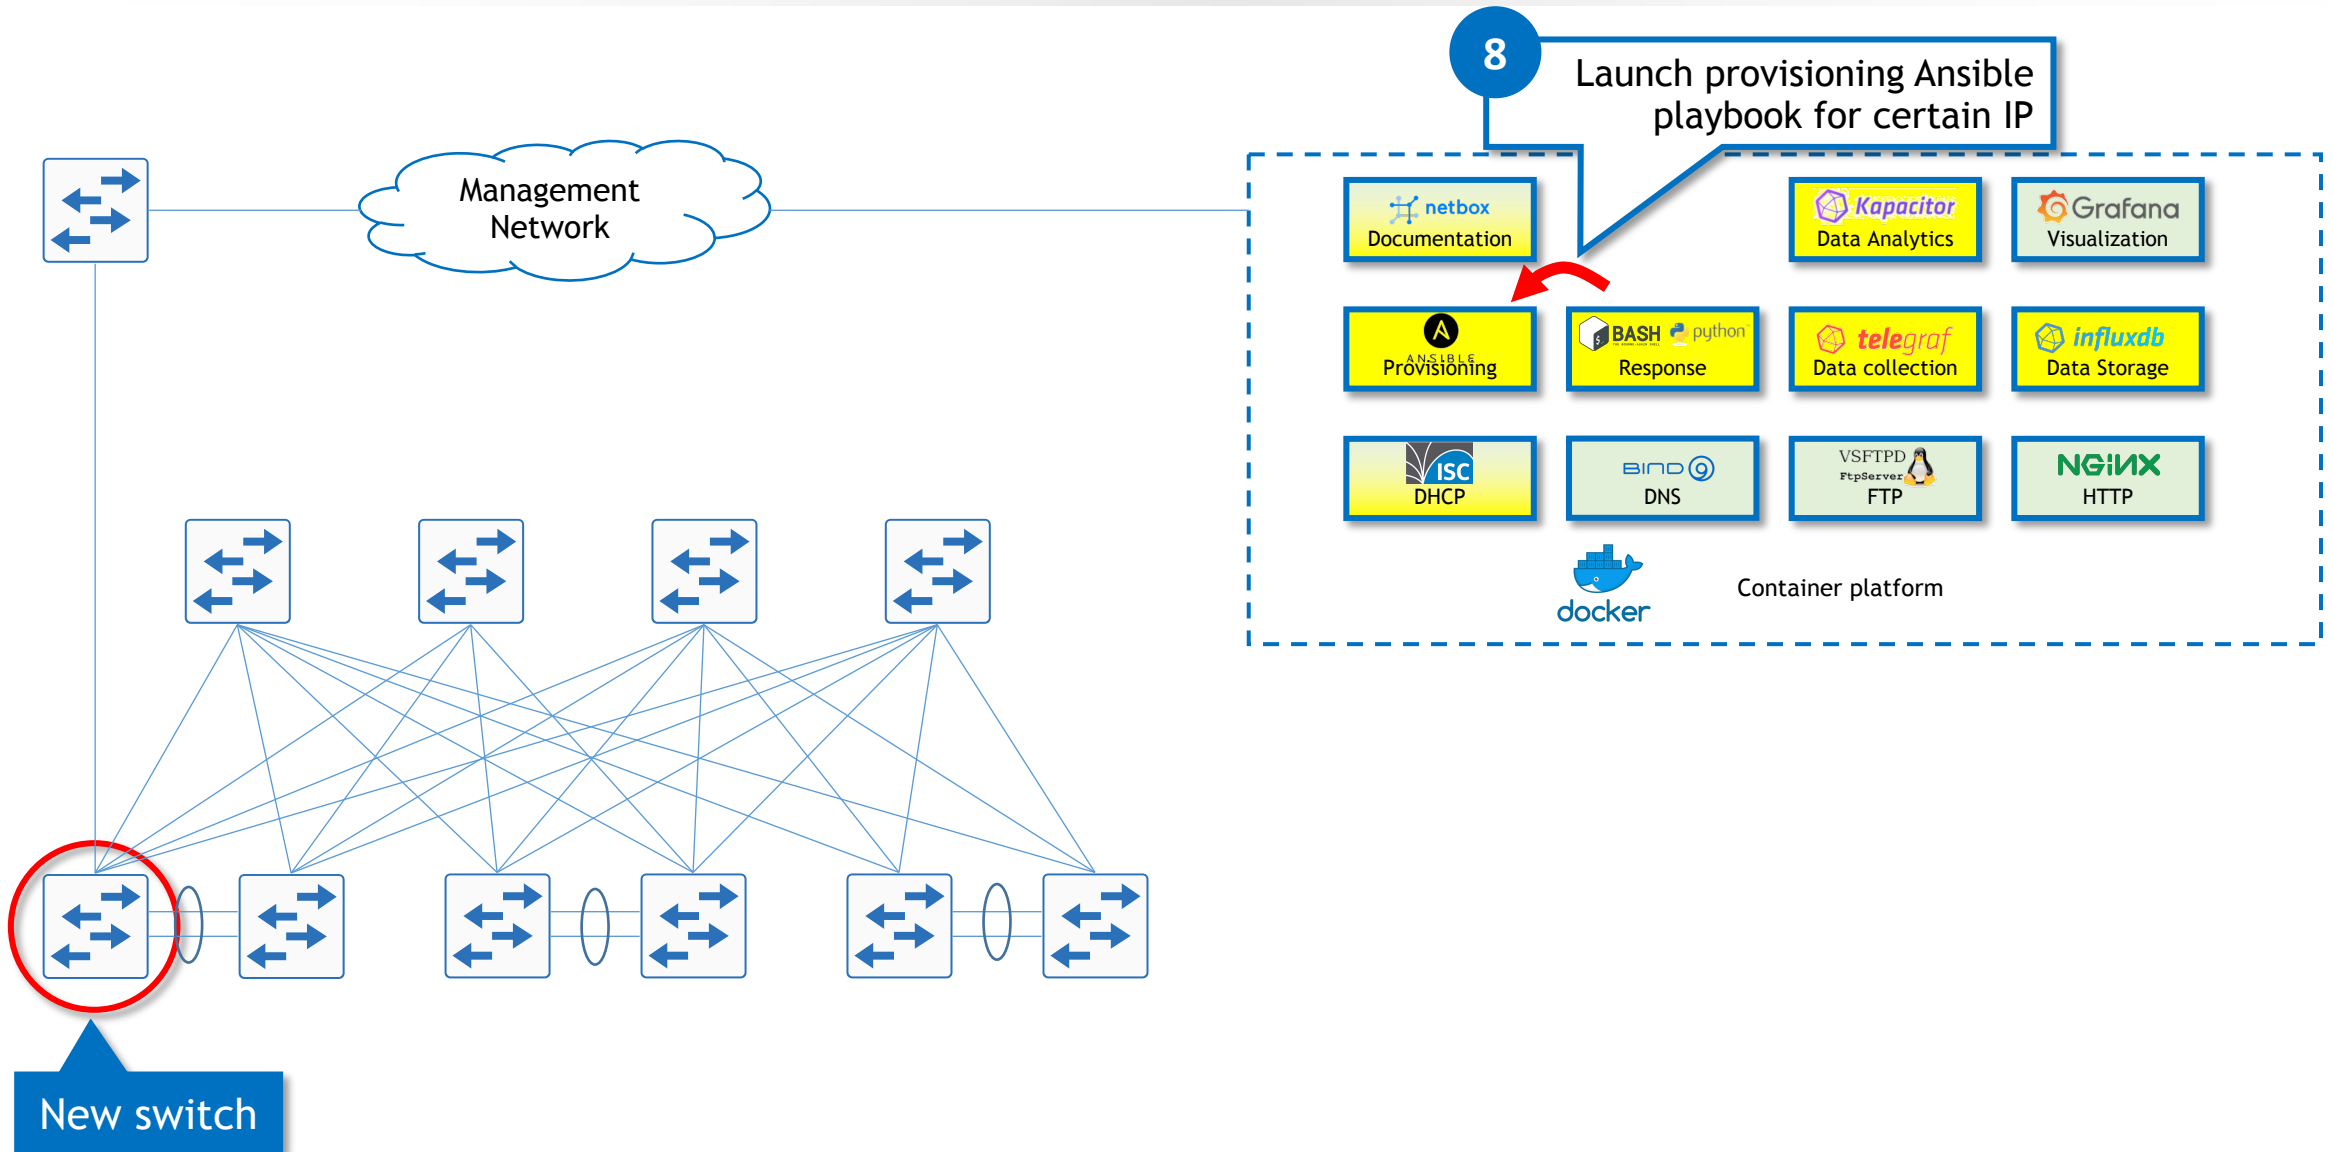 8
Launch provisioning Ansible
playbook for certain IP
Management
Network
netbox
Documentation
Kapacitor
Data Analytics
Grafana
Visualization
ANSIBLE
Provisioning
BASH
python
Response
telegraf
Data collection
influxdb
Data Storage
ISC
DHCP
BIND 9
DNS
VSFTPD
FtpServer
FTP
NGINX
HTTP
docker
Container platform
New switch